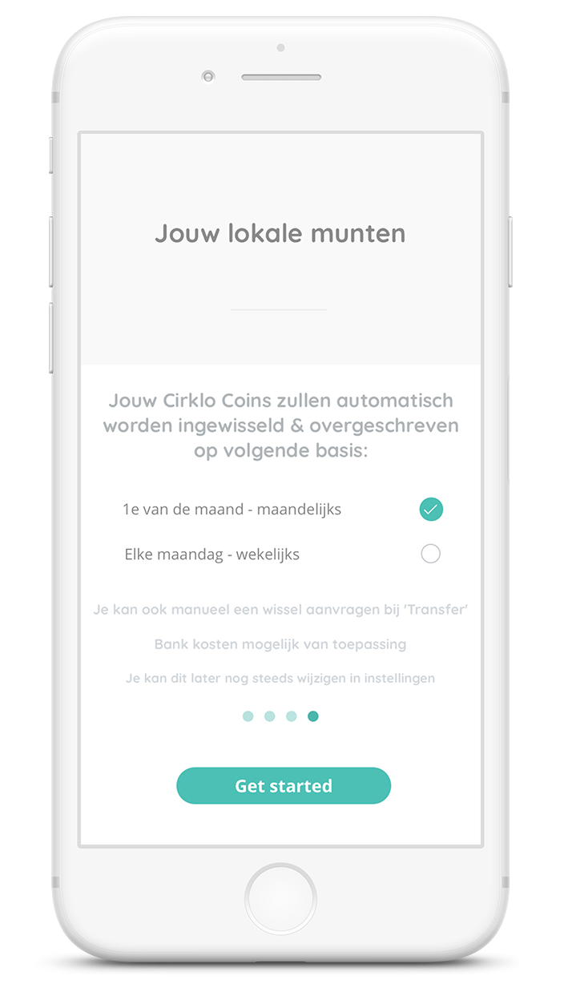 Jouw lokale munten
Jouw Cirklo Coins zullen automatisch
worden ingewisseld & overgeschreven
op volgende basis:
1e van de maand - maandelijks
Elke maandag - wekelijks
Je kan ook manueel een wissel aanvragen bij 'Transfer'
Bank kosten mogelijk van toepassing
Je kan dit later nog steeds wijzigen in instellingen
Get started